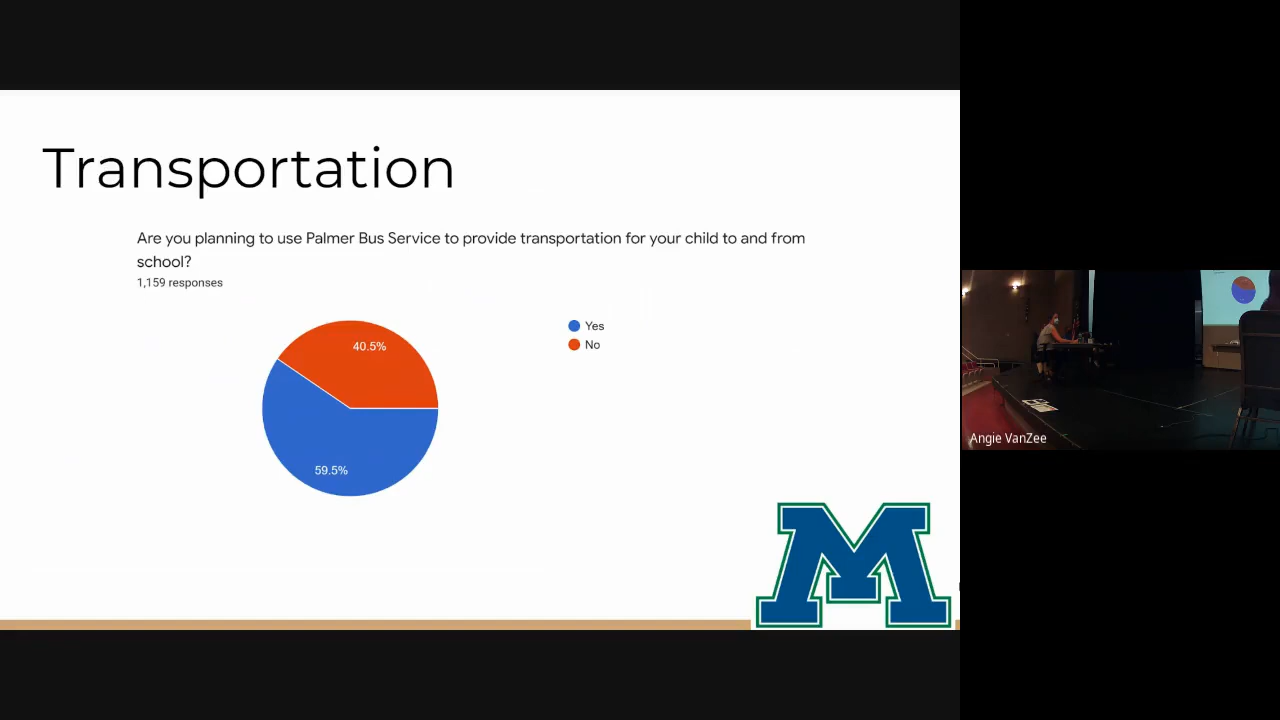 Transportation
Are you planning to use Palmer Bus Service to provide transportation for your child to and from
school?
1,159 responses
Yes
No
40.5%
59.5%
M
Angie VanZee